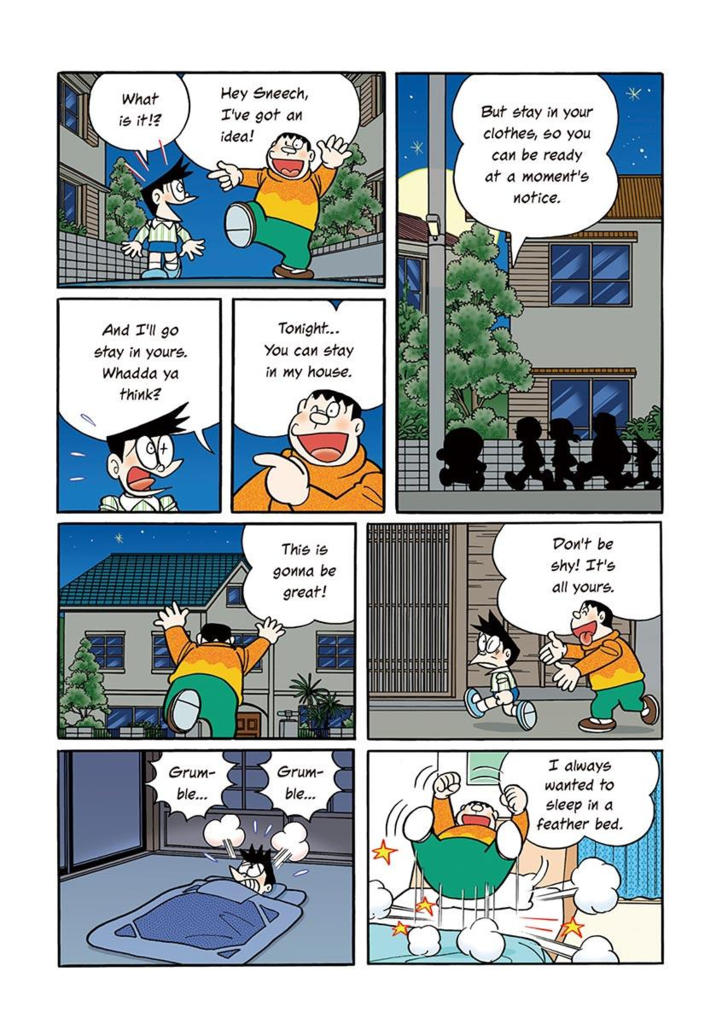 But stay in your
clothes, so you
can be ready
at a moment's
notice.
Hey Sneech,
I've got an
idea!
What
is it!?
Tonight...
You can stay
in my house.
And I'll go
stay in yours.
Whadda ya
think?
Don't be
shy! It's
all yours.
This is
gonna be
great!
I always
wanted to
sleep in a
feather bed.
Grum-
ble...
Grum-
ble...